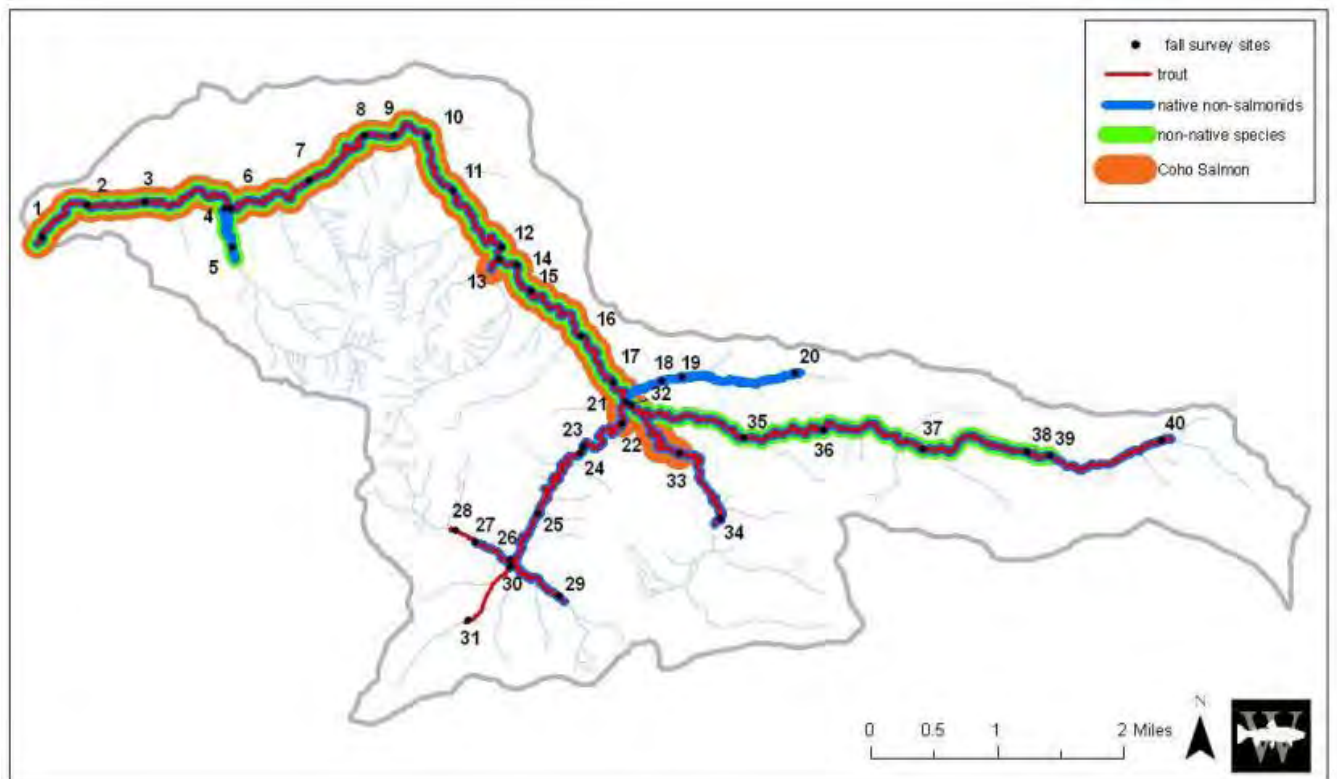 fall survey sites
trout
native non-salmonids
non-native species
Coho Salmon
8 9 10
7
11
2 3 6
1 4
12
5 14
13 15
16
17 18 19 20
32
21
23 22 35 37 38 39 40
24 36
33
28 25
27 34
26
29
30
31
N
0 0.5 1 2 Miles
W